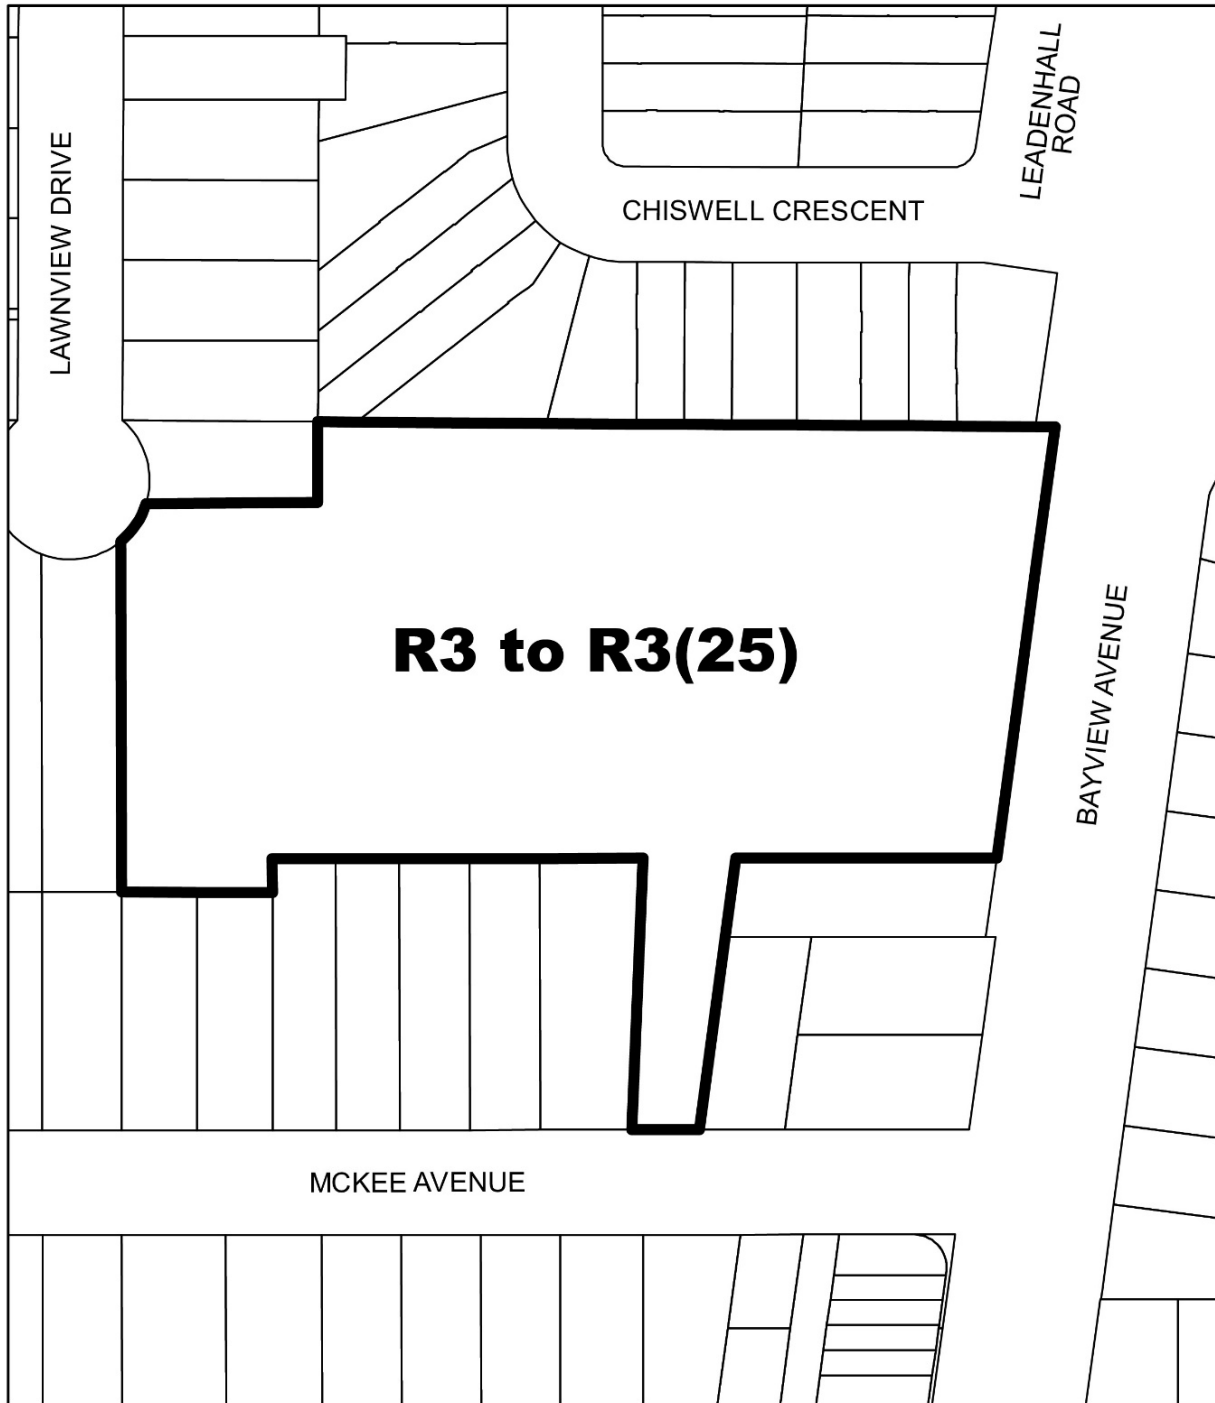 LEADENHALL
ROAD
LAWNVIEW DRIVE
CHISWELL CRESCENT
R3 to R3(25)
BAYVIEW AVENUE
MCKEE AVENUE